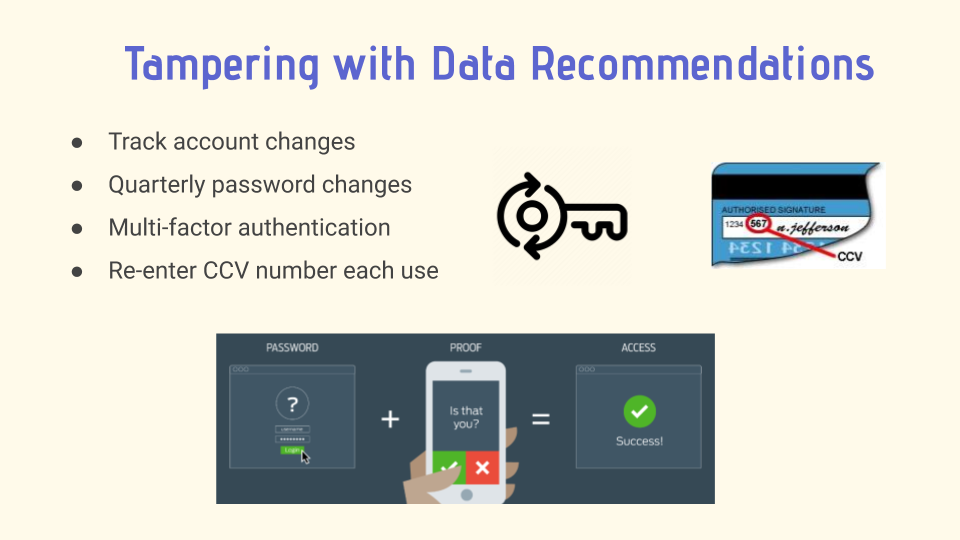 Tampering with Data Recommendations
● Track account changes
● Quarterly password changes
● Multi-factor authentication
● Re-enter CCV number each use
AUTHORISED SIGNATURE
1234 567 n.jefferson
1234
CCV
PASSWORD
?
username
Login
+
PROOF
Is that
you?
=
ACCESS
Success!